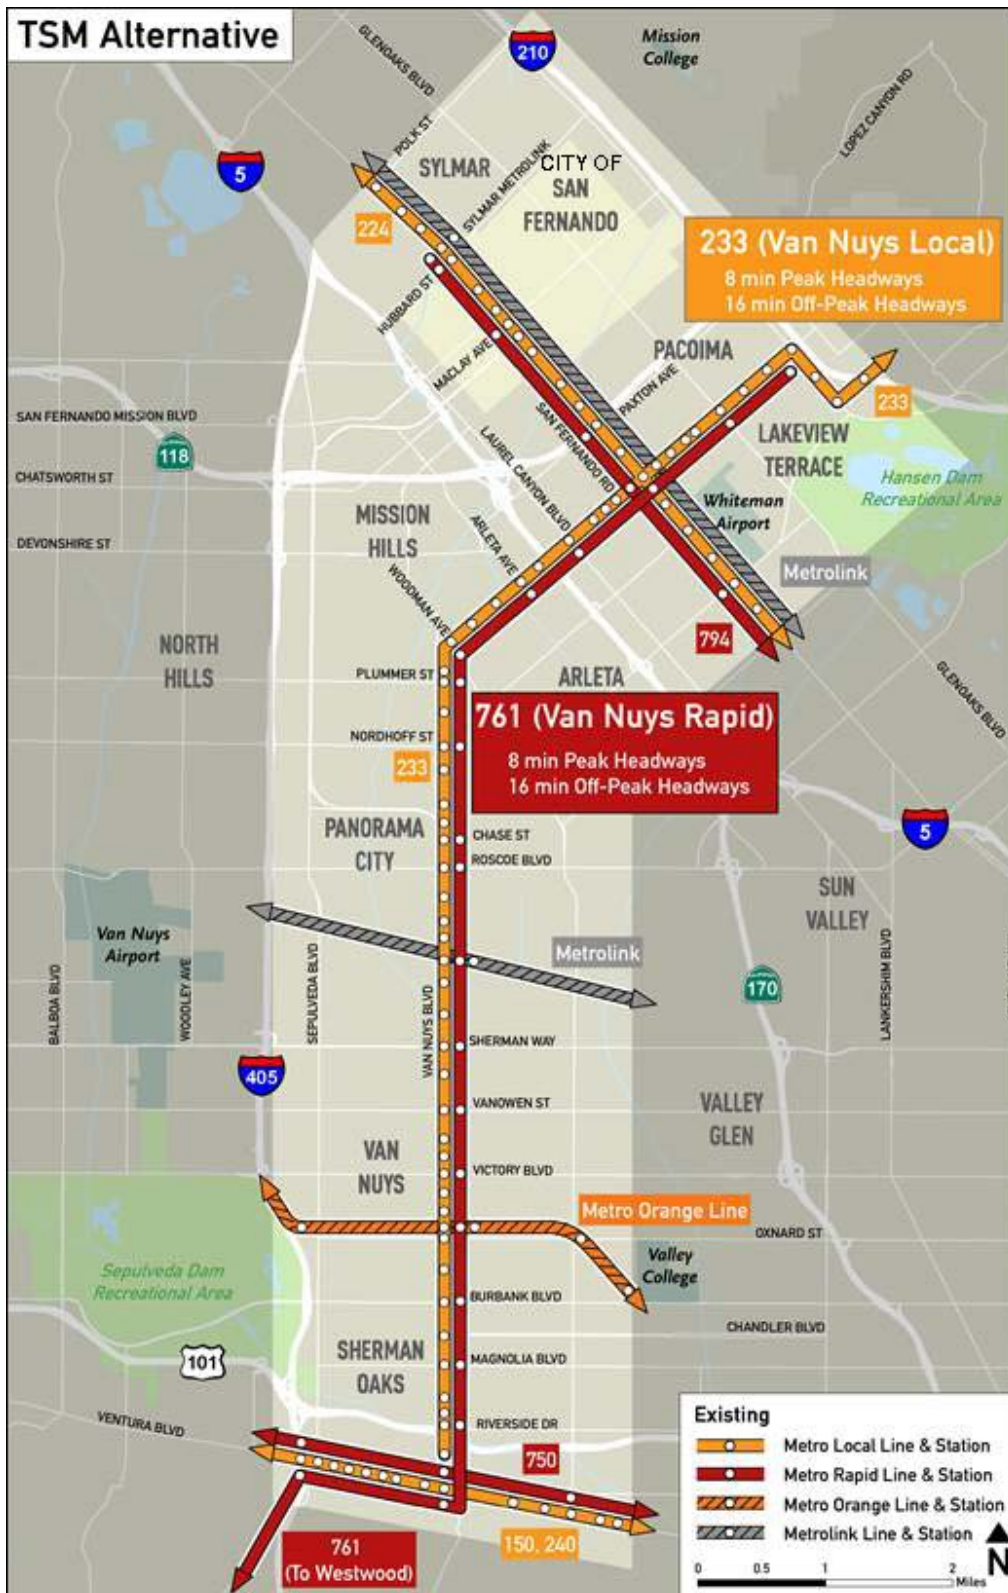 TSM Alternative
GLENOAKS BLVD
210
Mission
College
LOPEZ CANYON RD
POLK ST
5
SYLMAR
SYLMAR METROLINK
CITY OF
SAN
FERNANDO
224
233 (Van Nuys Local)
8 min Peak Headways
16 min Off-Peak Headways
HUBBARD ST
MACLAY AVE
PACOIMA
PAXTON AVE
233
SAN FERNANDO MISSION BLVD
SAN FERNANDO RD
LAKEVIEW
TERRACE
118
LAUREL CANYON BLVD
CHATSWORTH ST
Hansen Dam
Recreational Area
Whiteman
Airport
MISSION
HILLS
ARLETA AVE
DEVONSHIRE ST
Metrolink
WOODMAN AVE
NORTH
HILLS
794
PLUMMER ST
ARLETA
GLENOAKS BLVD
761 (Van Nuys Rapid)
8 min Peak Headways
16 min Off-Peak Headways
NORDHOFF ST
233
PANORAMA
CITY
CHASE ST
ROSCOE BLVD
5
SUN
VALLEY
Van Nuys
Airport
Metrolink
170
BALBOA BLVD
WOODLEY AVE
SEPULVEDA BLVD
VAN NUYS BLVD
LANKERSHIM BLVD
SHERMAN WAY
405
VANOWEN ST
VALLEY
GLEN
VAN
NUYS
VICTORY BLVD
Metro Orange Line
OXNARD ST
Valley
College
Sepulveda Dam
Recreational Area
BURBANK BLVD
CHANDLER BLVD
SHERMAN
OAKS
MAGNOLIA BLVD
101
VENTURA BLVD
RIVERSIDE DR
750
150, 240
761
(To Westwood)
Existing
Metro Local Line & Station
Metro Rapid Line & Station
Metro Orange Line & Station
Metrolink Line & Station
N
0 0.5 1 2
Miles